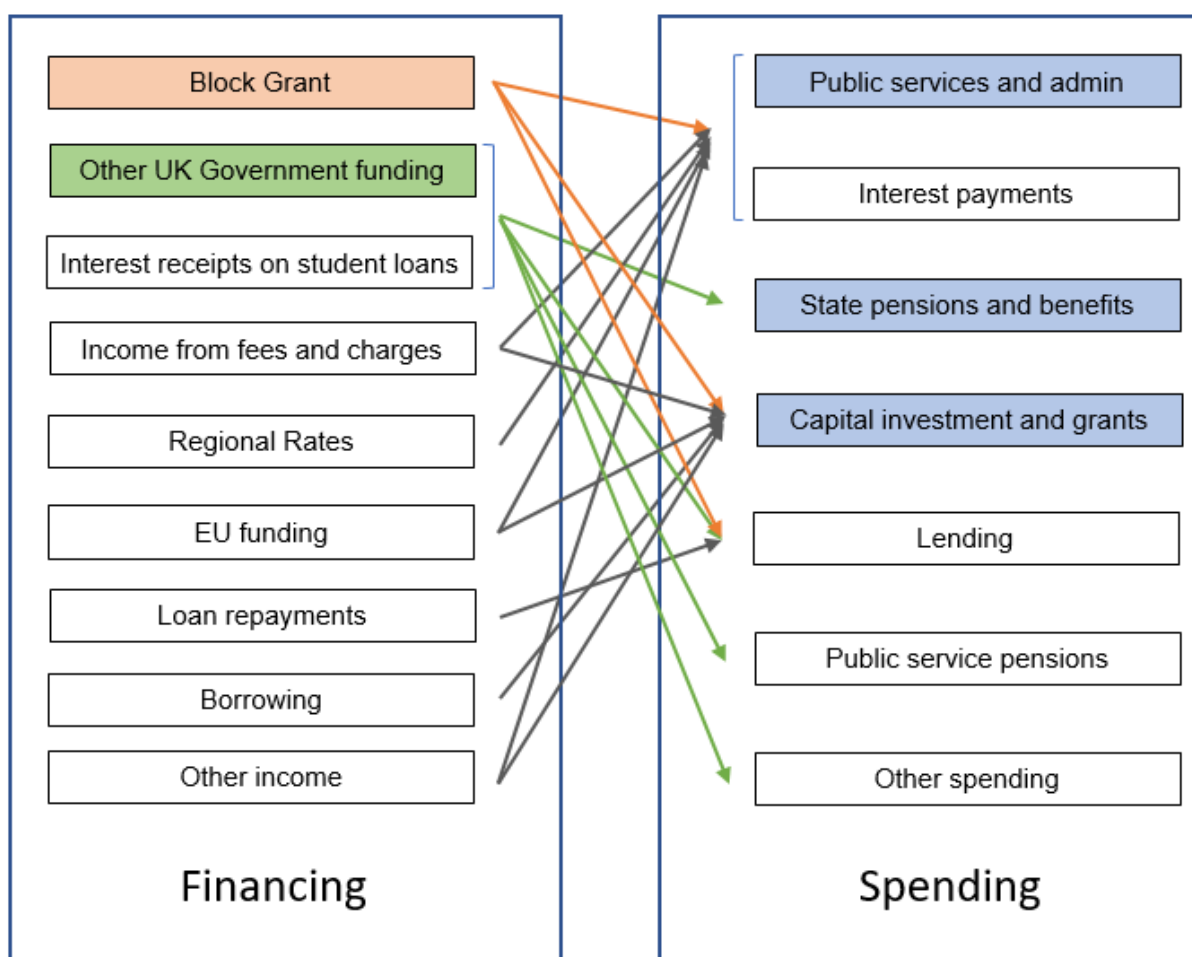 Block Grant
Other UK Government funding
Interest receipts on student loans
Income from fees and charges
Regional Rates
EU funding
Loan repayments
Borrowing
Other income
Financing
Public services and admin
Interest payments
State pensions and benefits
Capital investment and grants
Lending
Public service pensions
Other spending
Spending